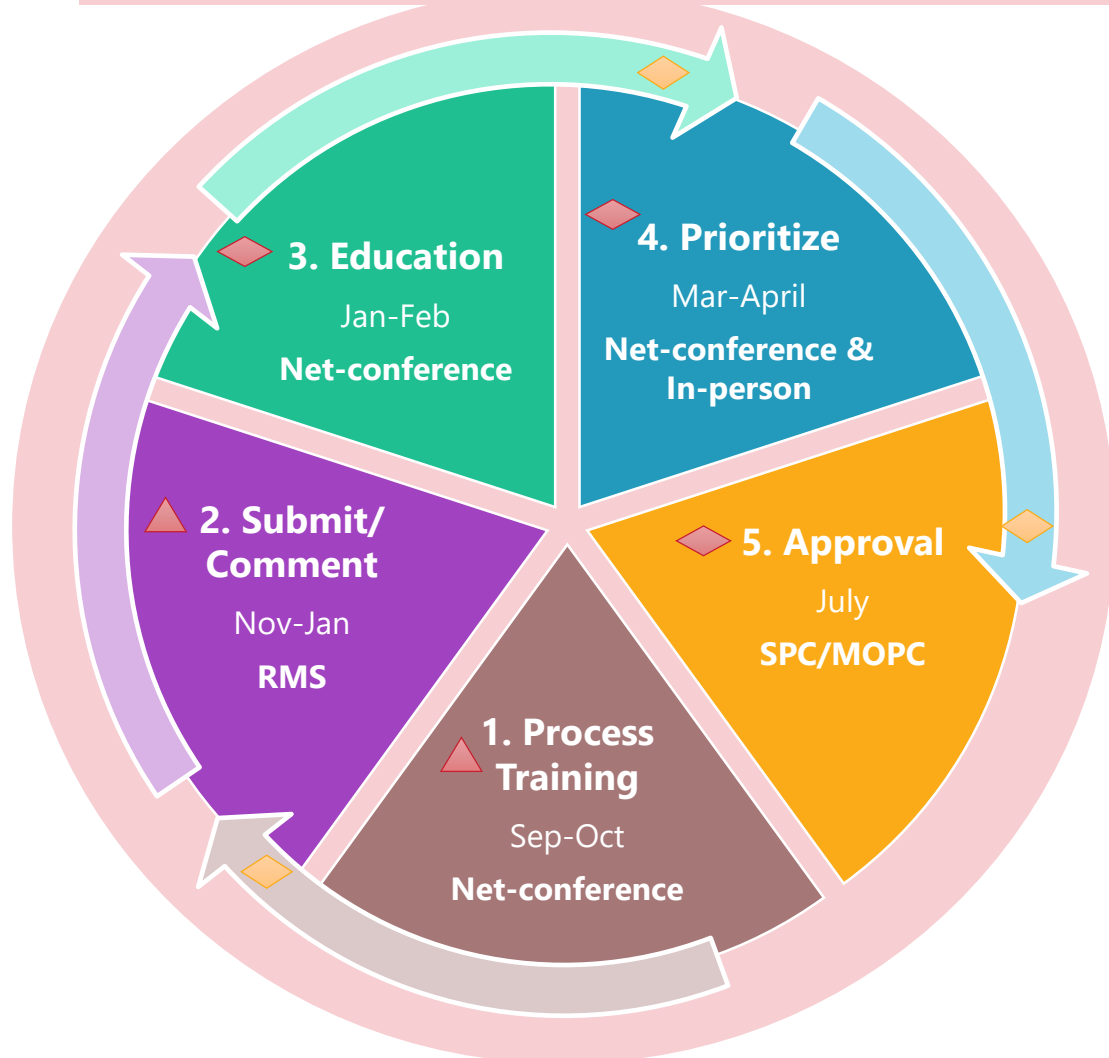 3. Education
Jan-Feb
Net-conference
4. Prioritize
Mar-April
Net-conference &
In-person
2. Submit/
Comment
Nov-Jan
RMS
5. Approval
July
SPC/MOPC
1. Process
Training
Sep-Oct
Net-conference